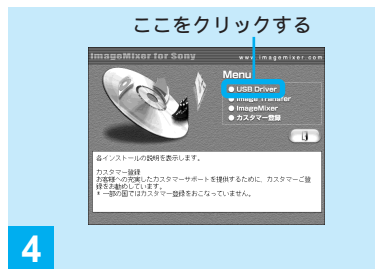 ここをクリックする
ImageMixer for Sony
www.imagemixer.com
Menu
USB Driver
Image Transfer
ImageMixer
カスタマー登録
各インストールの説明を表示します。
カスタマー登録
お客様への充実したカスタマーサポートを提供するために、カスタマーご登
録をお勧めしています。
* 一部の国ではカスタマー登録をおこなっていません。
4